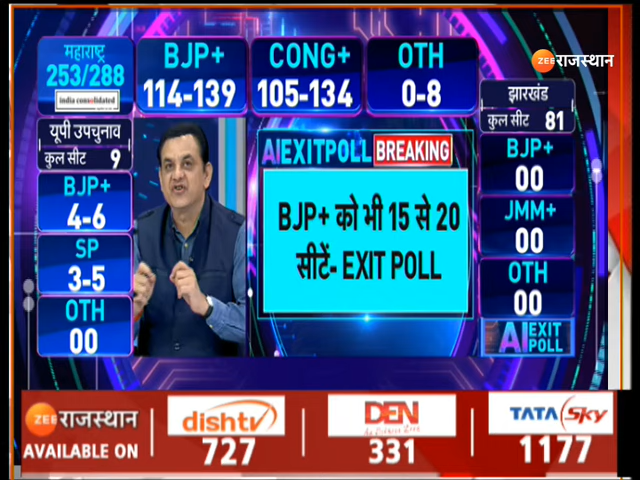 महाराष्ट्र
253/288
india consolidated
BJP+
114-139
CONG+
105-134
OTH
0-8
ZEE राजस्थान
यूपी उपचुनाव
कुल सीट 9
BJP+
4-6
SP
3-5
OTH
00
AI EXIT POLL BREAKING
BJP+ को भी 15 से 20
सीटें- EXIT POLL
झारखंड
कुल सीट 81
BJP+
00
JMM+
00
OTH
00
AI EXIT
POLL
ZEE राजस्थान
AVAILABLE ON
dishtv
727
DEN
331
TATA Sky
1177